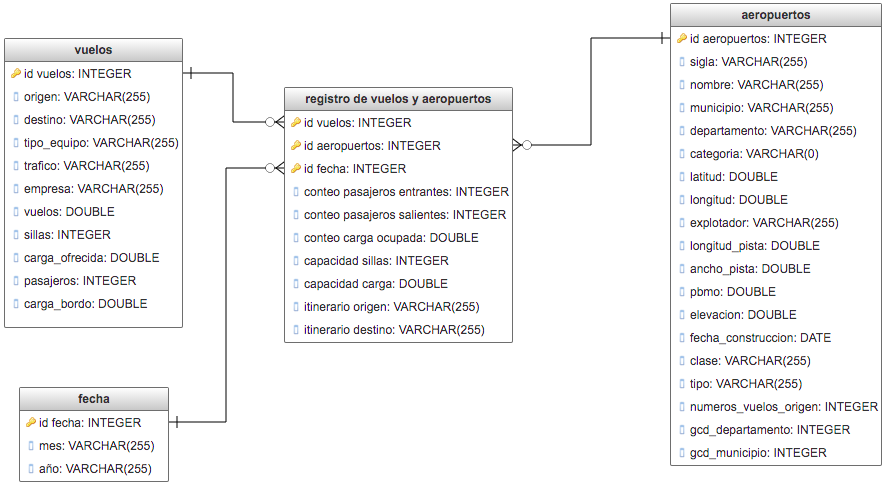 vuelos
id vuelos: INTEGER
origen: VARCHAR(255)
destino: VARCHAR(255)
tipo_equipo: VARCHAR(255)
trafico: VARCHAR(255)
empresa: VARCHAR(255)
vuelos: DOUBLE
sillas: INTEGER
carga_ofrecida: DOUBLE
pasajeros: INTEGER
carga_bordo: DOUBLE
fecha
id fecha: INTEGER
mes: VARCHAR(255)
año: VARCHAR(255)
registro de vuelos y aeropuertos
id vuelos: INTEGER
id aeropuertos: INTEGER
id fecha: INTEGER
conteo pasajeros entrantes: INTEGER
conteo pasajeros salientes: INTEGER
conteo carga ocupada: DOUBLE
capacidad sillas: INTEGER
capacidad carga: DOUBLE
itinerario origen: VARCHAR(255)
itinerario destino: VARCHAR(255)
aeropuertos
id aeropuertos: INTEGER
sigla: VARCHAR(255)
nombre: VARCHAR(255)
municipio: VARCHAR(255)
departamento: VARCHAR(255)
categoria: VARCHAR(0)
latitud: DOUBLE
longitud: DOUBLE
explotador: VARCHAR(255)
longitud_pista: DOUBLE
ancho_pista: DOUBLE
pbmo: DOUBLE
elevacion: DOUBLE
fecha_construccion: DATE
clase: VARCHAR(255)
tipo: VARCHAR(255)
numeros_vuelos_origen: INTEGER
gcd_departamento: INTEGER
gcd_municipio: INTEGER